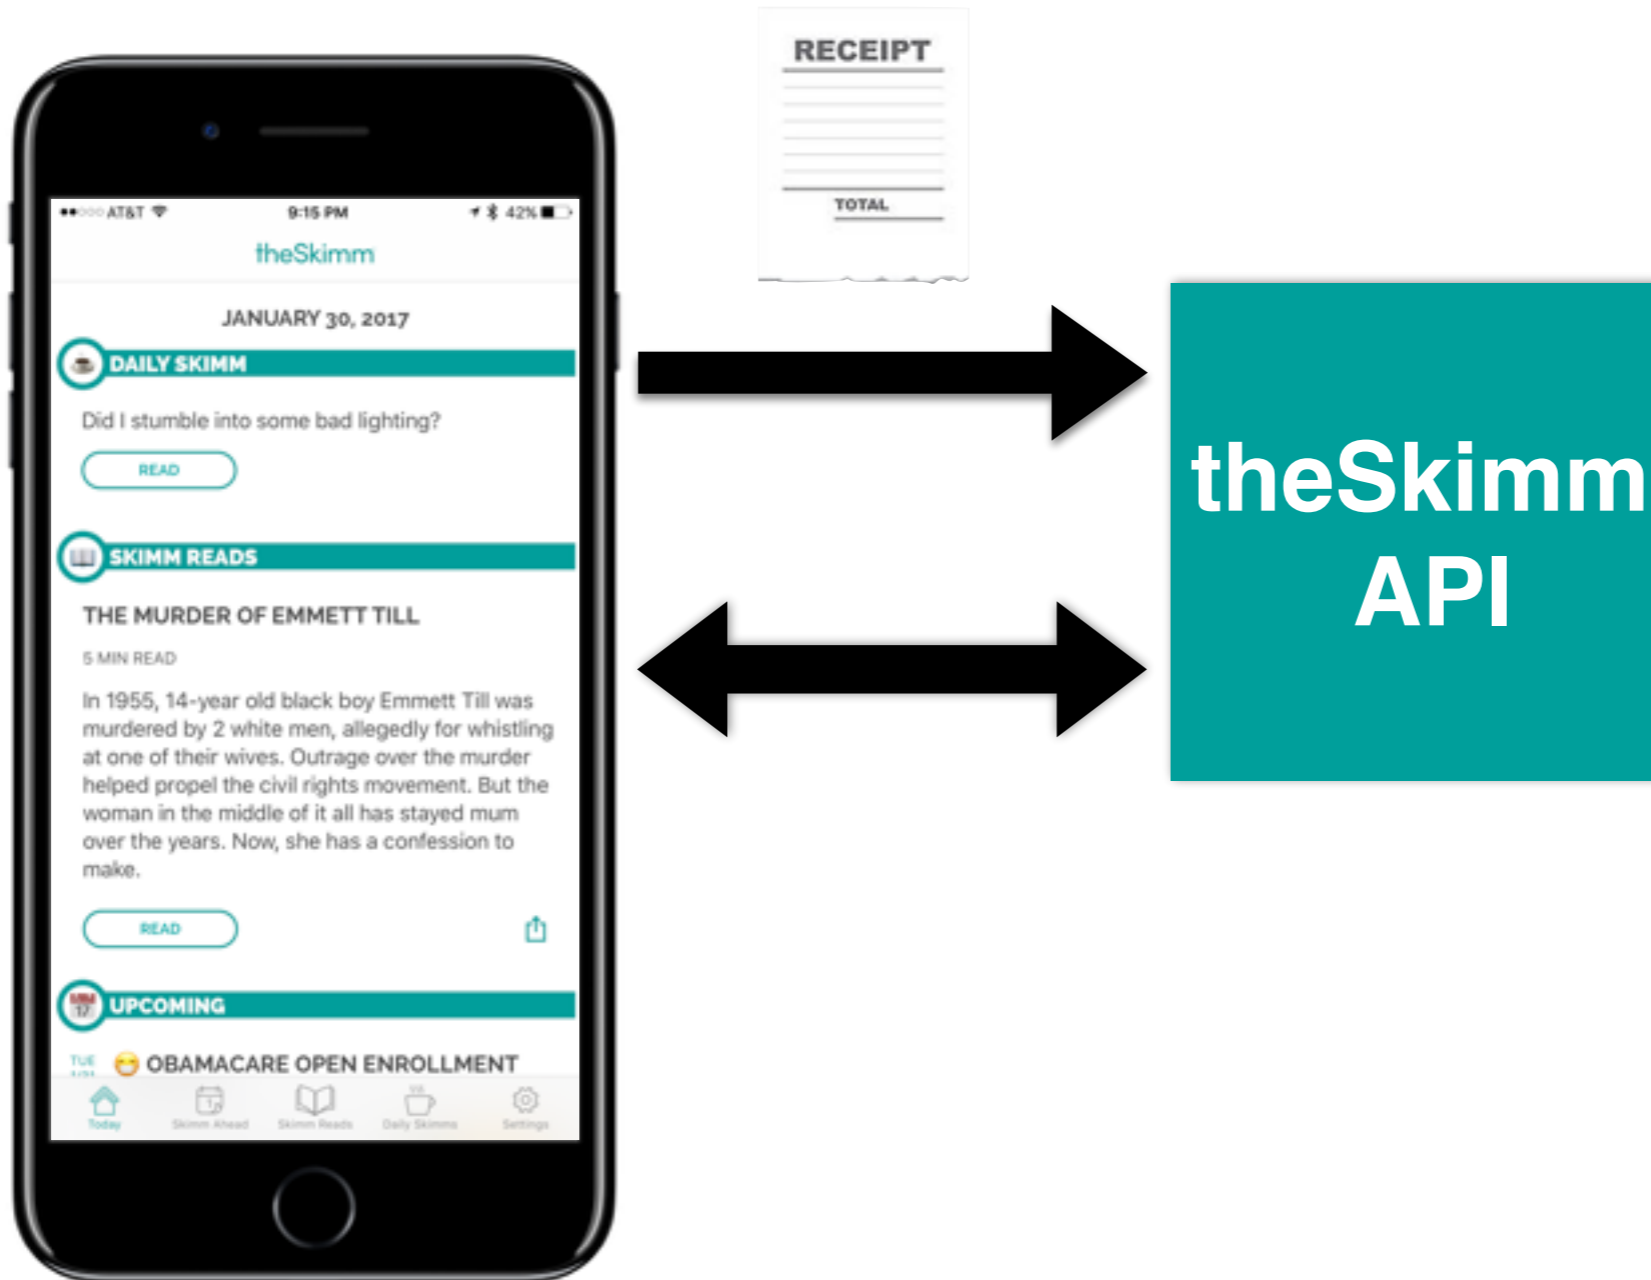 RECEIPT
TOTAL
AT&T 9:15 PM 42%
theSkimm
JANUARY 30, 2017
DAILY SKIMM
Did I stumble into some bad lighting?
READ
SKIMM READS
THE MURDER OF EMMETT TILL
5 MIN READ
In 1955, 14-year old black boy Emmett Till was
murdered by 2 white men, allegedly for whistling
at one of their wives. Outrage over the murder
helped propel the civil rights movement. But the
woman in the middle of it all has stayed mum
over the years. Now, she has a confession to
make.
READ
17
UPCOMING
TUE
OBAMACARE OPEN ENROLLMENT
Today Skimm Ahead Skimm Reads Daily Skimms Settings
theSkimm
API